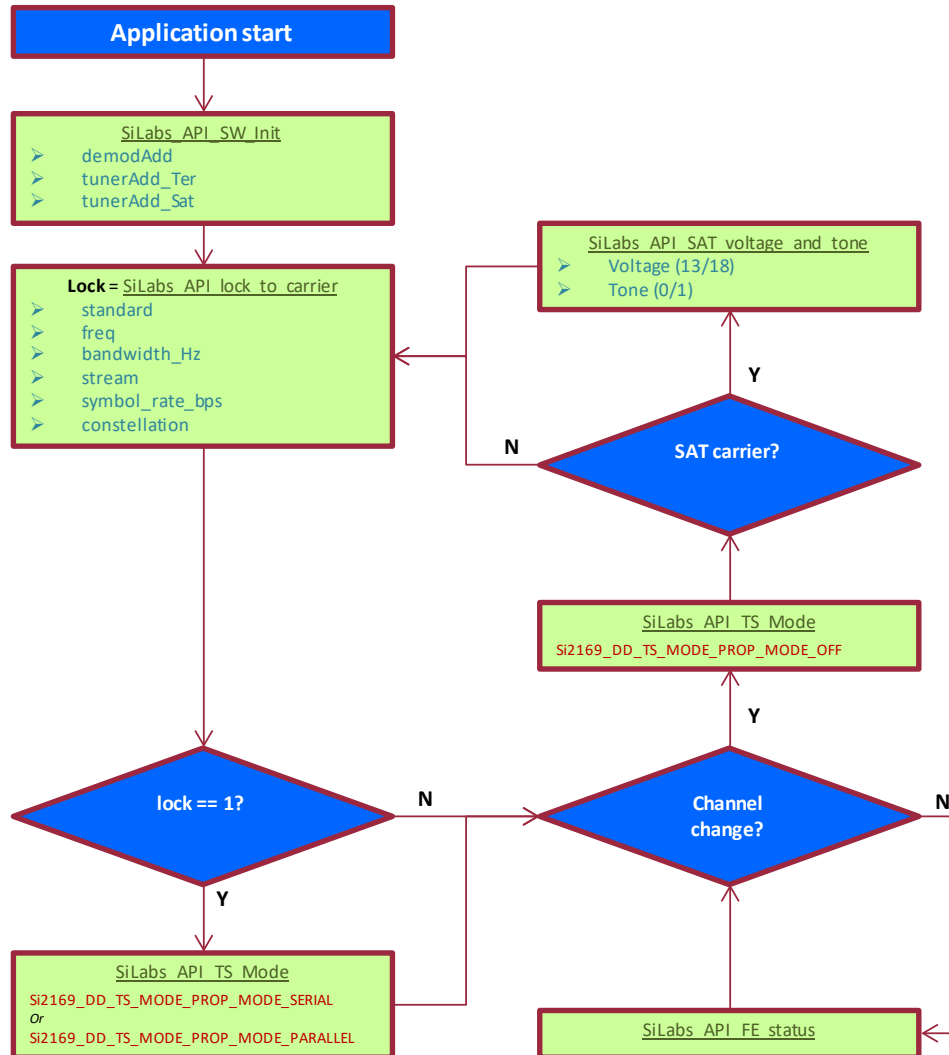 Application start
SiLabs_API_SW_Init
➢ demodAdd
➢ tunerAdd_Ter
➢ tunerAdd_Sat
SiLabs_API_SAT_voltage_and_tone
➢ Voltage (13/18)
➢ Tone (0/1)
Lock = SiLabs_API_lock_to_carrier
➢ standard
➢ freq
➢ bandwidth_Hz
➢ stream
➢ symbol_rate_bps
➢ constellation
Y
N
SAT carrier?
SiLabs_API_TS_Mode
Si2169_DD_TS_MODE_PROP_MODE_OFF
Y
lock == 1?
N
Channel
change?
N
Y
SiLabs_API_TS_Mode
Si2169_DD_TS_MODE_PROP_MODE_SERIAL
Or
Si2169_DD_TS_MODE_PROP_MODE_PARALLEL
SiLabs_API_FE_status